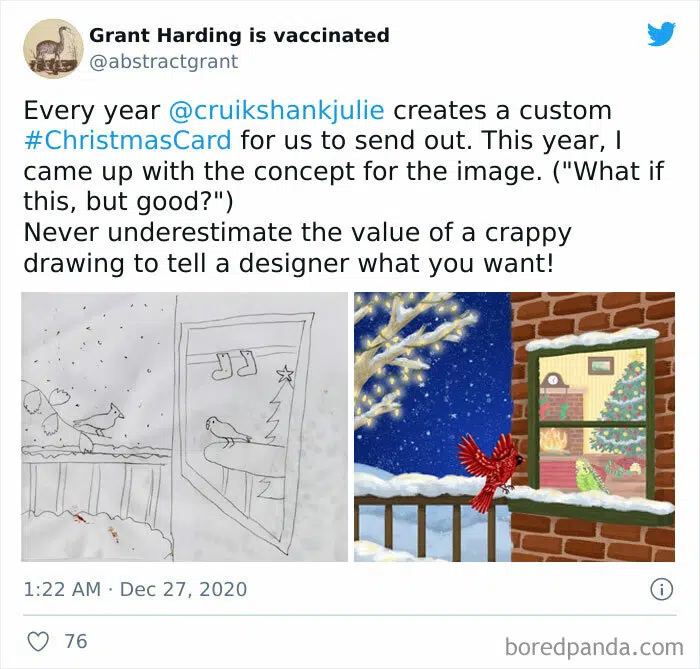 Grant Harding is vaccinated
@abstractgrant
Every year @cruikshankjulie creates a custom
#ChristmasCard for us to send out. This year, I
came up with the concept for the image. ("What if
this, but good?")
Never underestimate the value of a crappy
drawing to tell a designer what you want!
1:22 AM · Dec 27, 2020
76
boredpanda.com